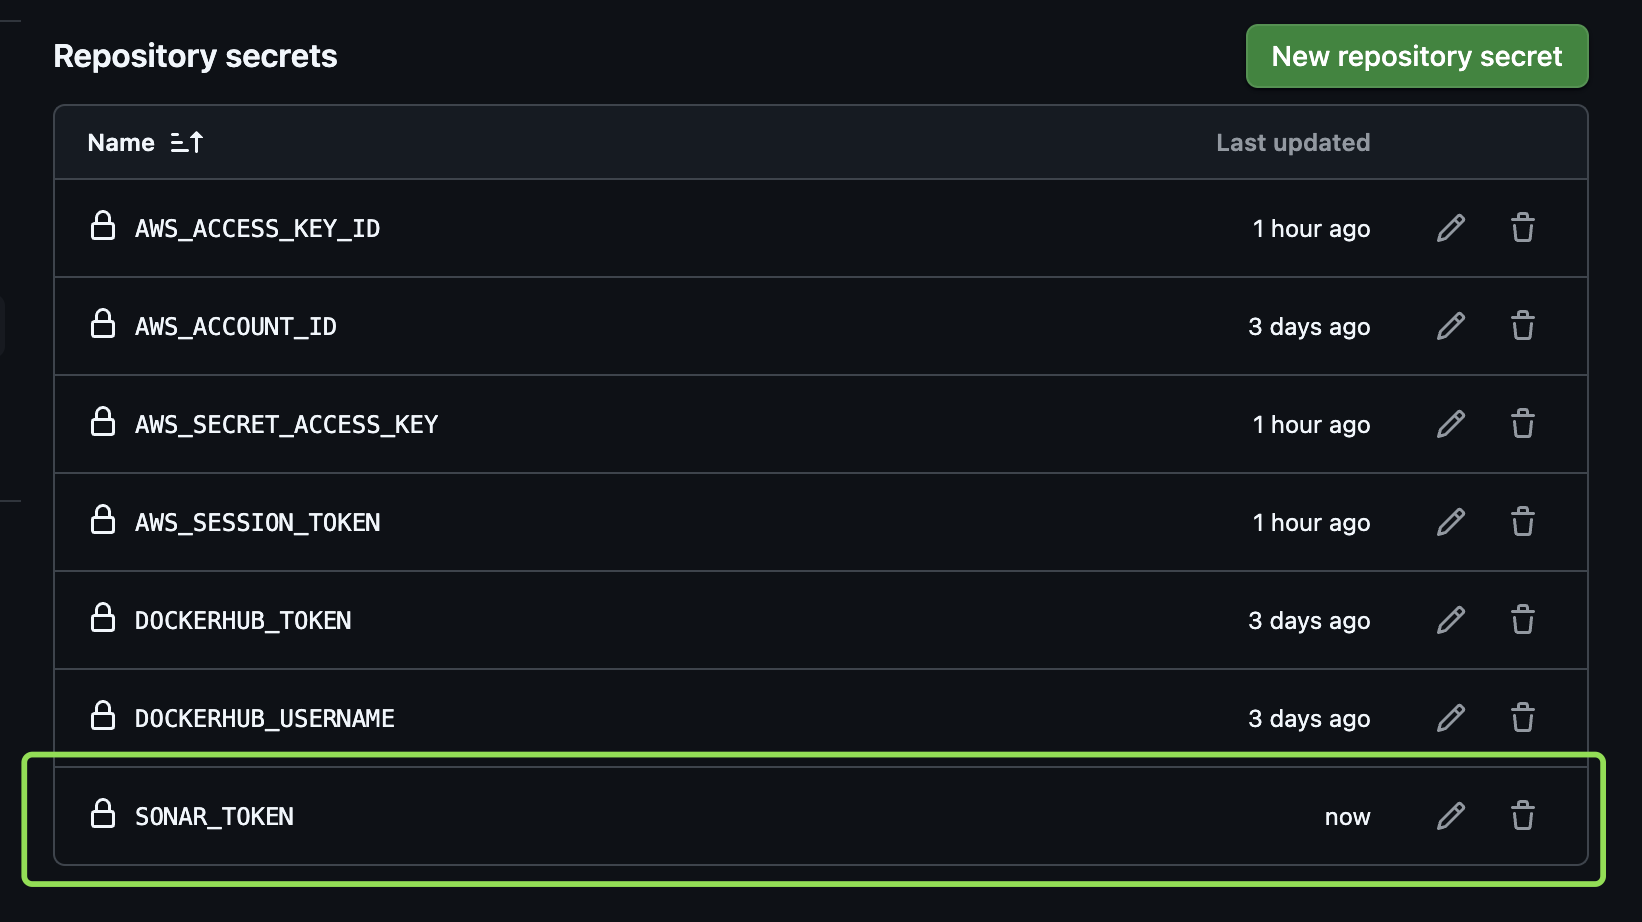 Repository secrets
New repository secret
Name Last updated
AWS_ACCESS_KEY_ID 1 hour ago
AWS_ACCOUNT_ID 3 days ago
AWS_SECRET_ACCESS_KEY 1 hour ago
AWS_SESSION_TOKEN 1 hour ago
DOCKERHUB_TOKEN 3 days ago
DOCKERHUB_USERNAME 3 days ago
SONAR_TOKEN now